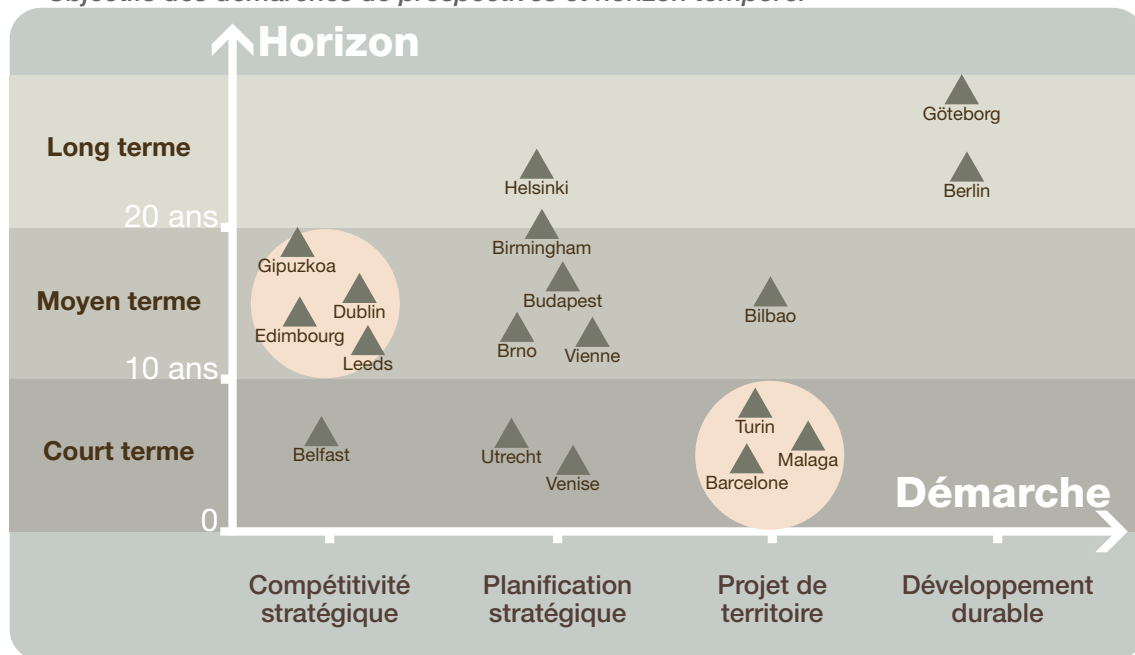 Objectifs des démarches de prospectives et horizon temporel
Horizon
Göteborg
Long terme
Helsinki
Berlin
20 ans
Birmingham
Gipuzkoa
Budapest
Moyen terme
Dublin
Bilbao
Edimbourg
Brno
Vienne
Leeds
10 ans
Turin
Court terme
Belfast
Utrecht
Malaga
Venise
Barcelone
Démarche
0
Compétitivité
stratégique
Planification
stratégique
Projet de
territoire
Développement
durable